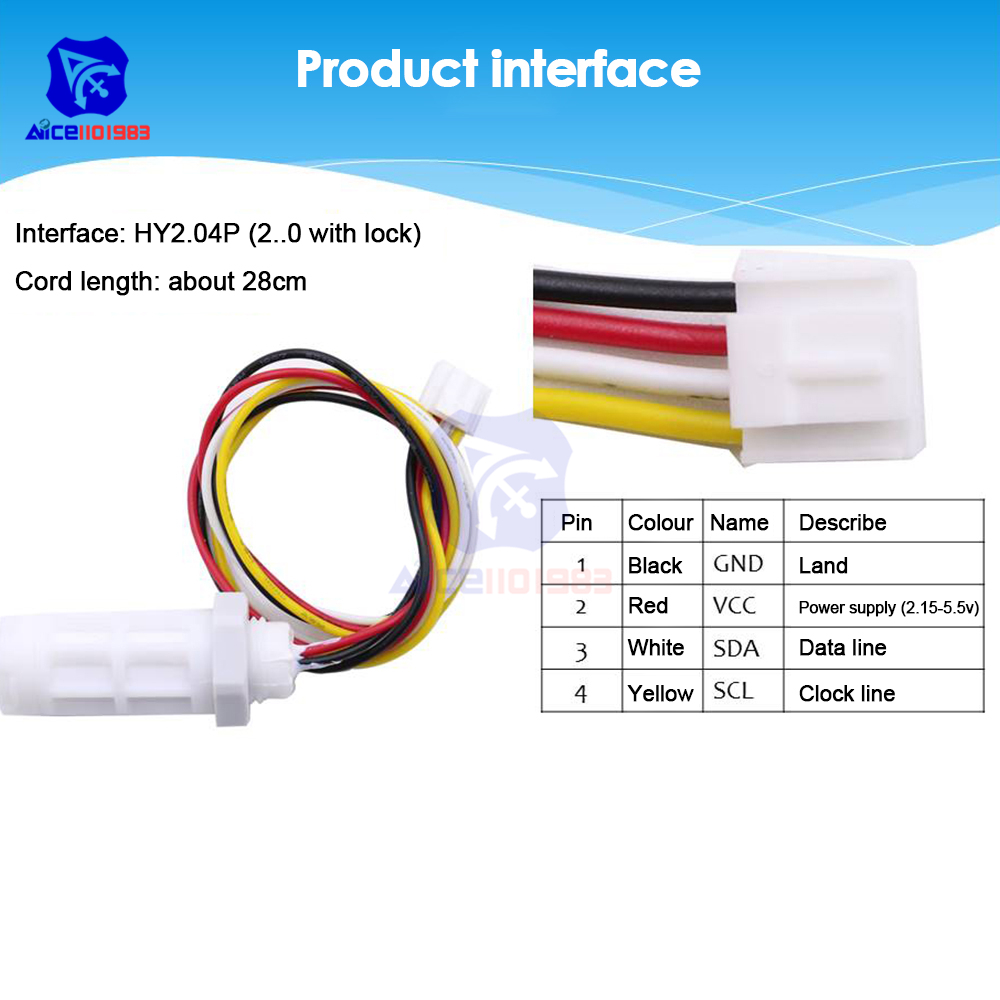 Product interface
Aice1101983
Interface: HY2.04P (2..0 with lock)
Cord length: about 28cm
Aice1101983
Pin Colour Name Describe
1 Black GND Land
2 Red VCC Power supply (2.15-5.5v)
3 White SDA Data line
4 Yellow SCL Clock line